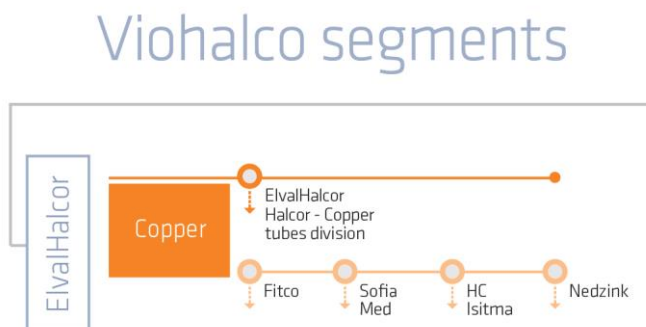 Viohalco segments
ElvalHalcor
Copper
ElvalHalcor
Halcor - Copper
tubes division
Fitco
Sofia
Med
HC
Isitma
Nedzink